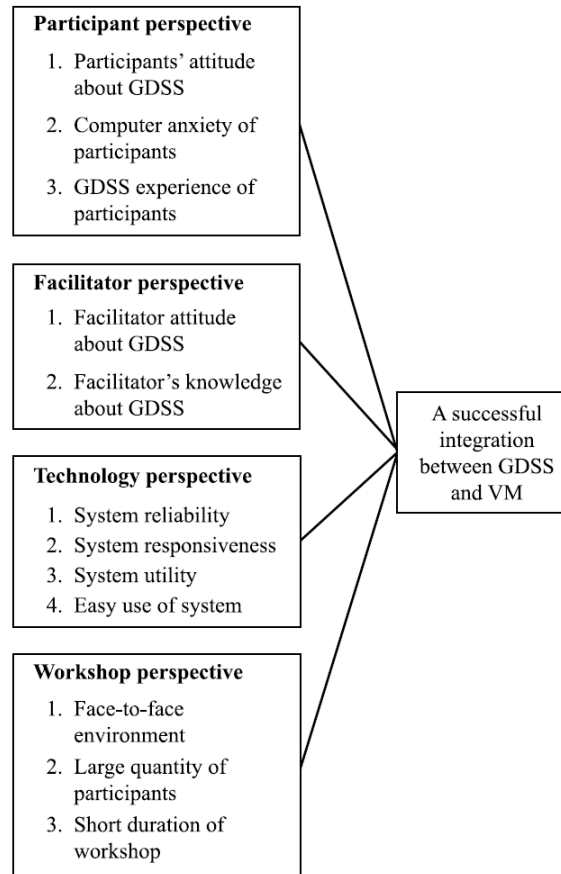 Participant perspective
1. Participants’ attitude
about GDSS
2. Computer anxiety of
participants
3. GDSS experience of
participants
Facilitator perspective
1. Facilitator attitude
about GDSS
2. Facilitator’s knowledge
about GDSS
A successful
integration
between GDSS
and VM
Technology perspective
1. System reliability
2. System responsiveness
3. System utility
4. Easy use of system
Workshop perspective
1. Face-to-face
environment
2. Large quantity of
participants
3. Short duration of
workshop